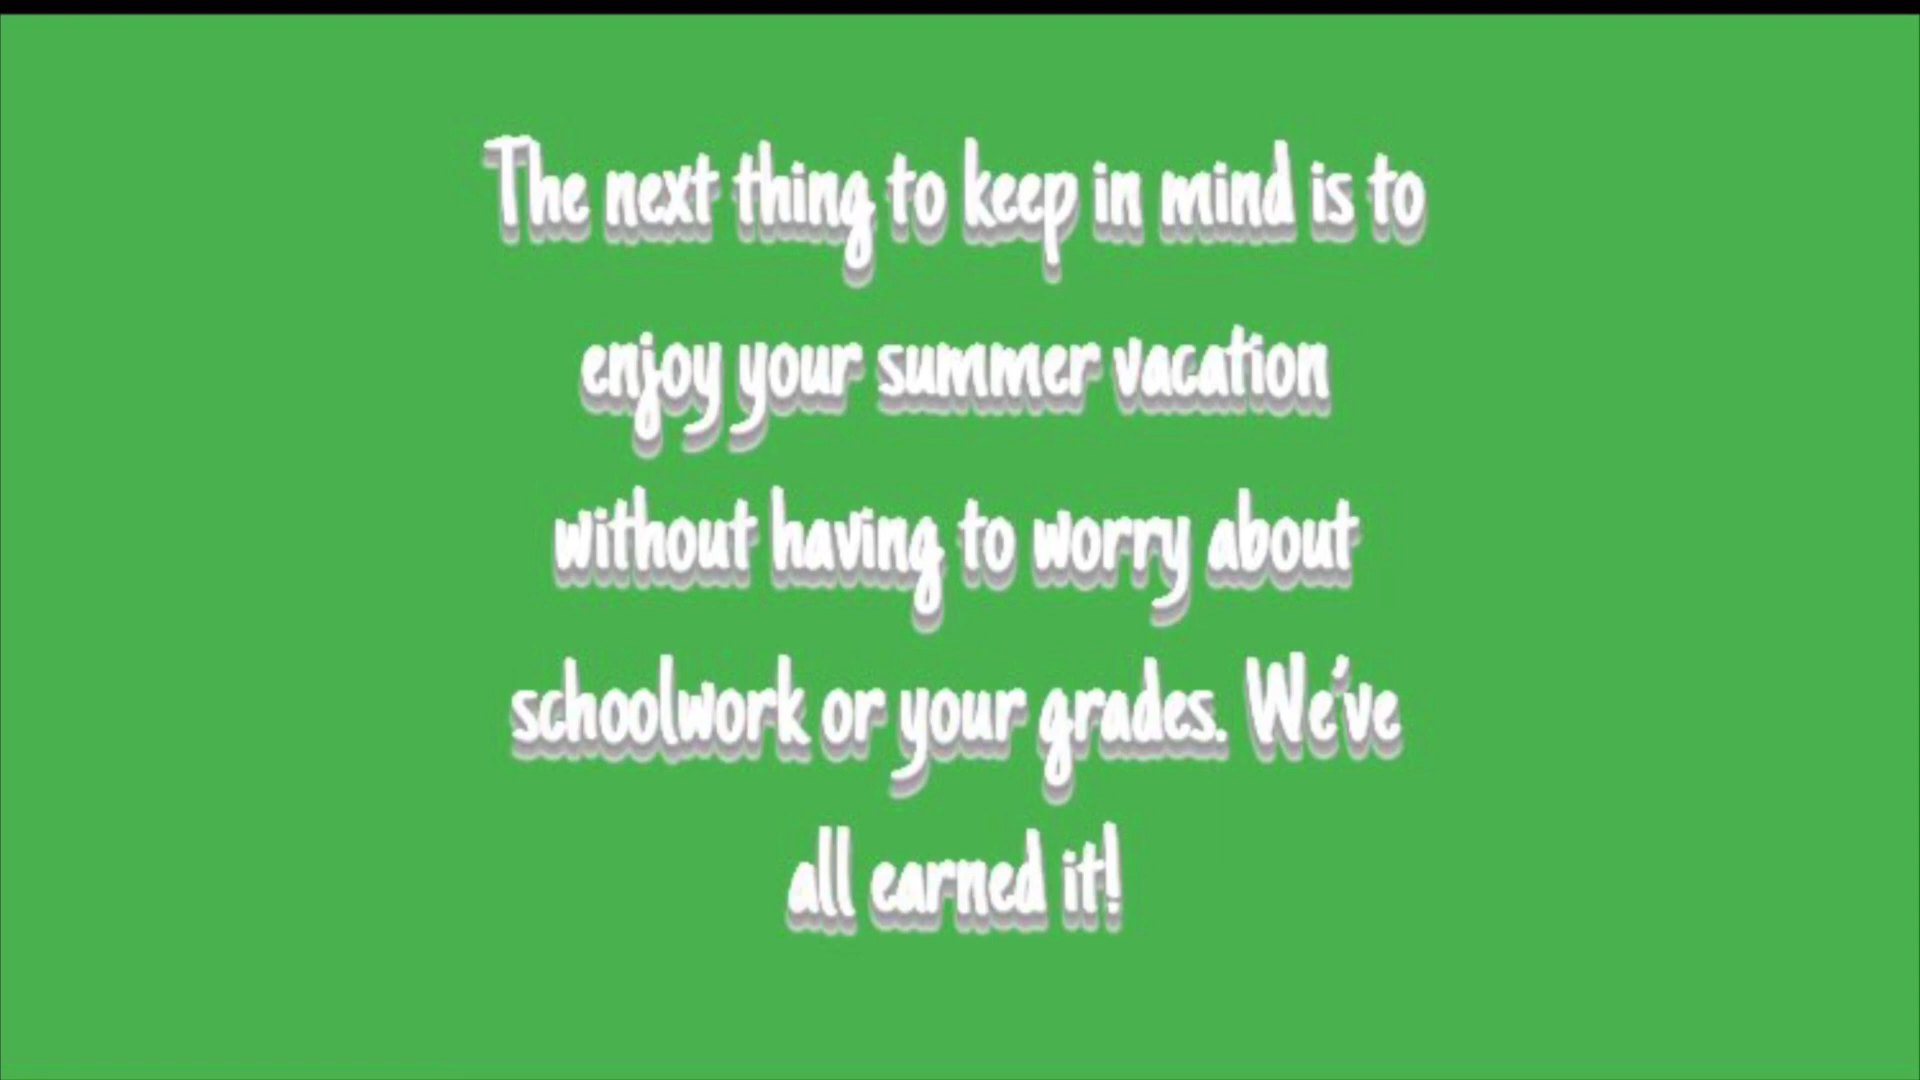 The next thing to keep in mind is to
enjoy your summer vacation
without having to worry about
schoolwork or your grades. We've
all earned it!